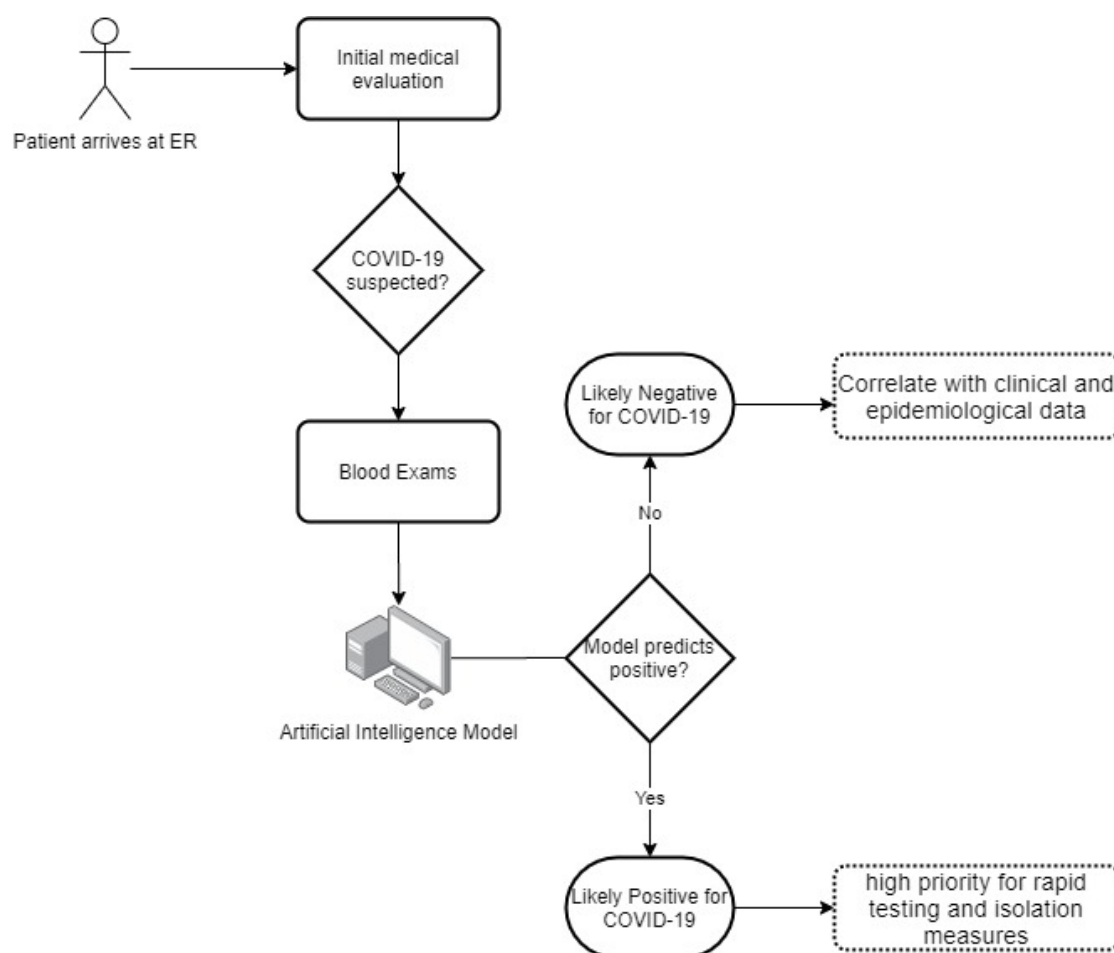 Initial medical
evaluation
Patient arrives at ER
COVID-19
suspected?
Likely Negative
for COVID-19
Correlate with clinical and
epidemiological data
Blood Exams
No
Model predicts
positive?
Artificial Intelligence Model
Yes
Likely Positive for
COVID-19
high priority for rapid
testing and isolation
measures